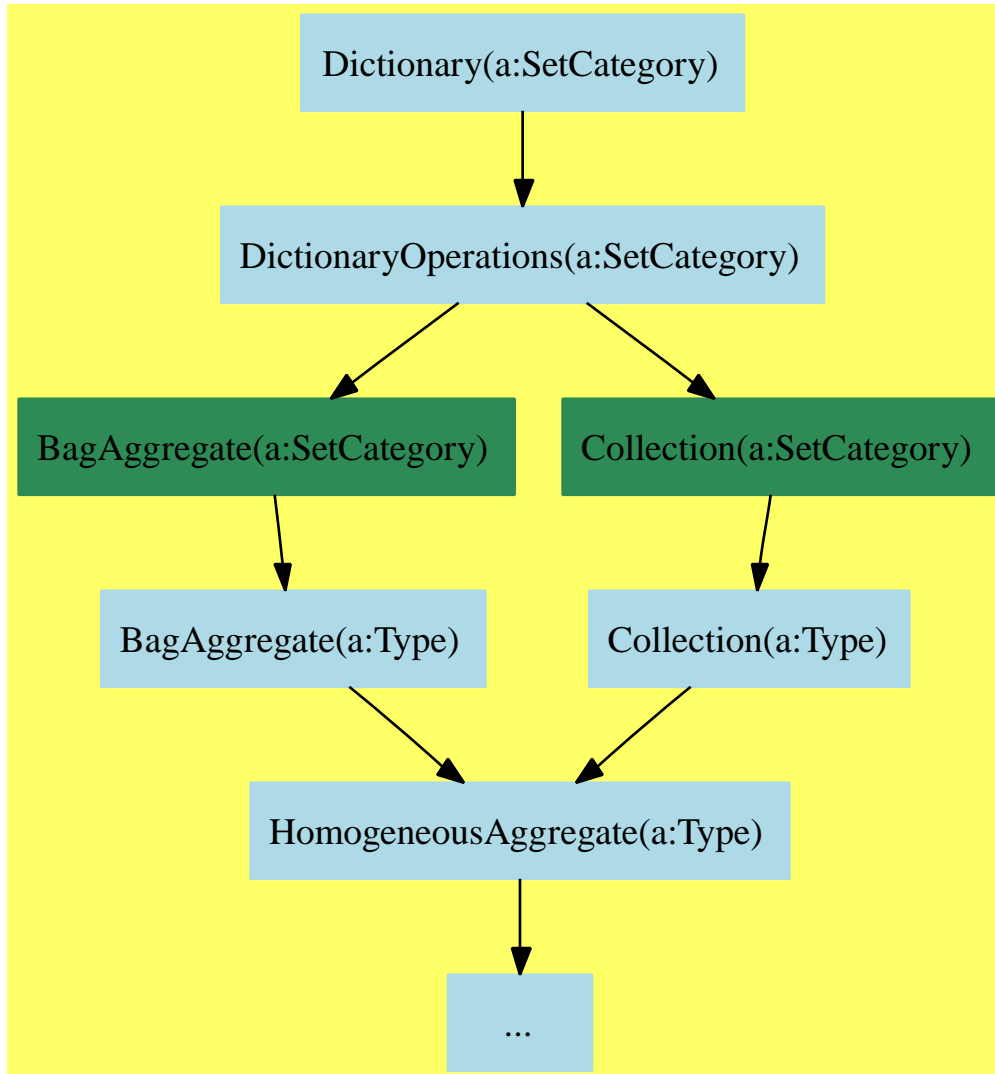 Dictionary(a:SetCategory)
DictionaryOperations(a:SetCategory)
BagAggregate(a:SetCategory)
Collection(a:SetCategory)
BagAggregate(a:Type)
Collection(a:Type)
HomogeneousAggregate(a:Type)
...